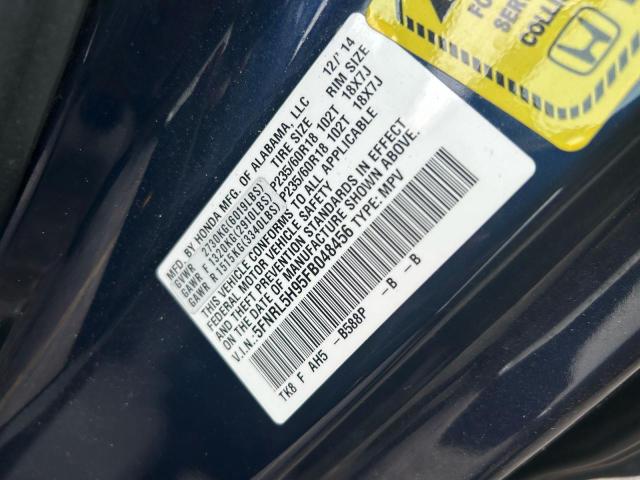 MFD. BY HONDA MFG. OF ALABAMA, LLC 12/'14
TIRE SIZE RIM SIZE
GVWR 2730KG(6019LBS)
GAWR F 1320KG(2910LBS) P235/60R18 102T 18X7J
GAWR R 1515KG(3340LBS) P235/60R18 102T 18X7J
THIS VEHICLE CONFORMS TO ALL APPLICABLE
FEDERAL MOTOR VEHICLE SAFETY
AND THEFT PREVENTION STANDARDS IN EFFECT
ON THE DATE OF MANUFACTURE SHOWN ABOVE.
V.I.N.:5FNRL5H95FB048456 TYPE: MPV
TK8 F AH5 -B588P -B -B
FO
SERV
COLLI